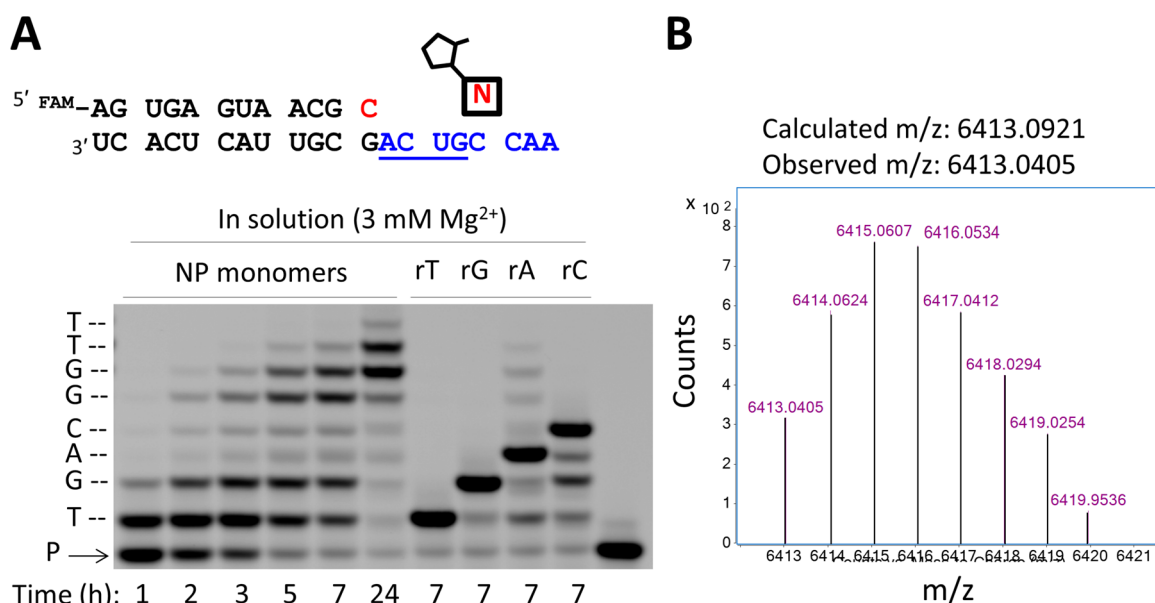 A
N
5' FAM-AG UGA GUA ACG C
3' UC ACU CAU UGC GAC UGC CAA
In solution (3 mM Mg2+)
NP monomers rT rG rA rC
T --
T --
G --
G --
C --
A --
G --
T --
P
Time (h): 1 2 3 5 7 24 7 7 7 7
B
Calculated m/z: 6413.0921
Observed m/z: 6413.0405
x 10 2
8
7
6
5
4
3
2
1
0
Counts
6415.0607 6416.0534
6414.0624 6417.0412
6418.0294
6413.0405 6419.0254
6419.9536
6413 6414 6415 6416 6417 6418 6419 6420 6421
m/z